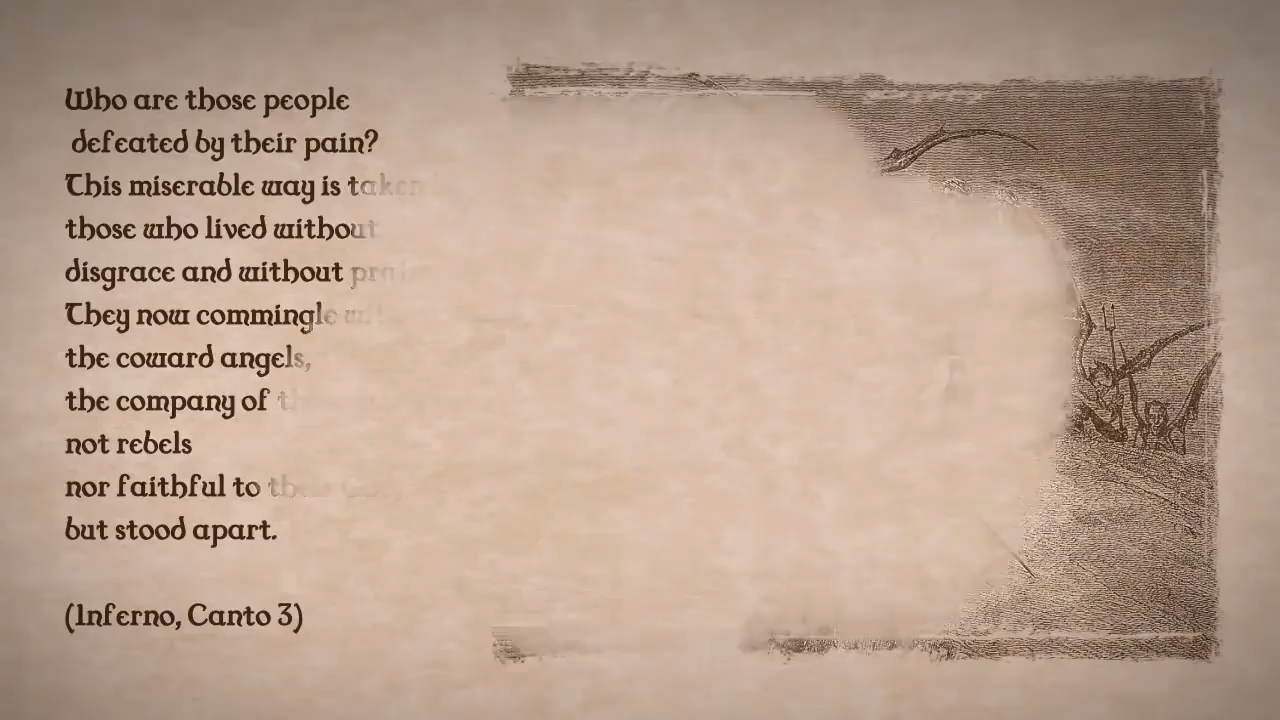 Who are those people
defeated by their pain?
This miserable way is taken
those who lived without
disgrace and without
They now commingle
the coward angels,
the company of
not rebels
nor faithful to
but stood apart.
(Inferno, Canto 3)